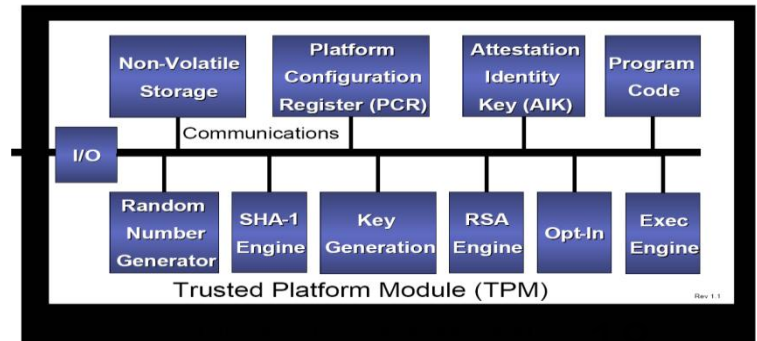 Non-Volatile
Storage
Platform
Configuration
Register (PCR)
Attestation
Identity
Key (AIK)
Program
Code
Communications
I/O
Random
Number
Generator
SHA-1
Engine
Key
Generation
RSA
Engine
Opt-In
Exec
Engine
Trusted Platform Module (TPM)
Rev 1.1